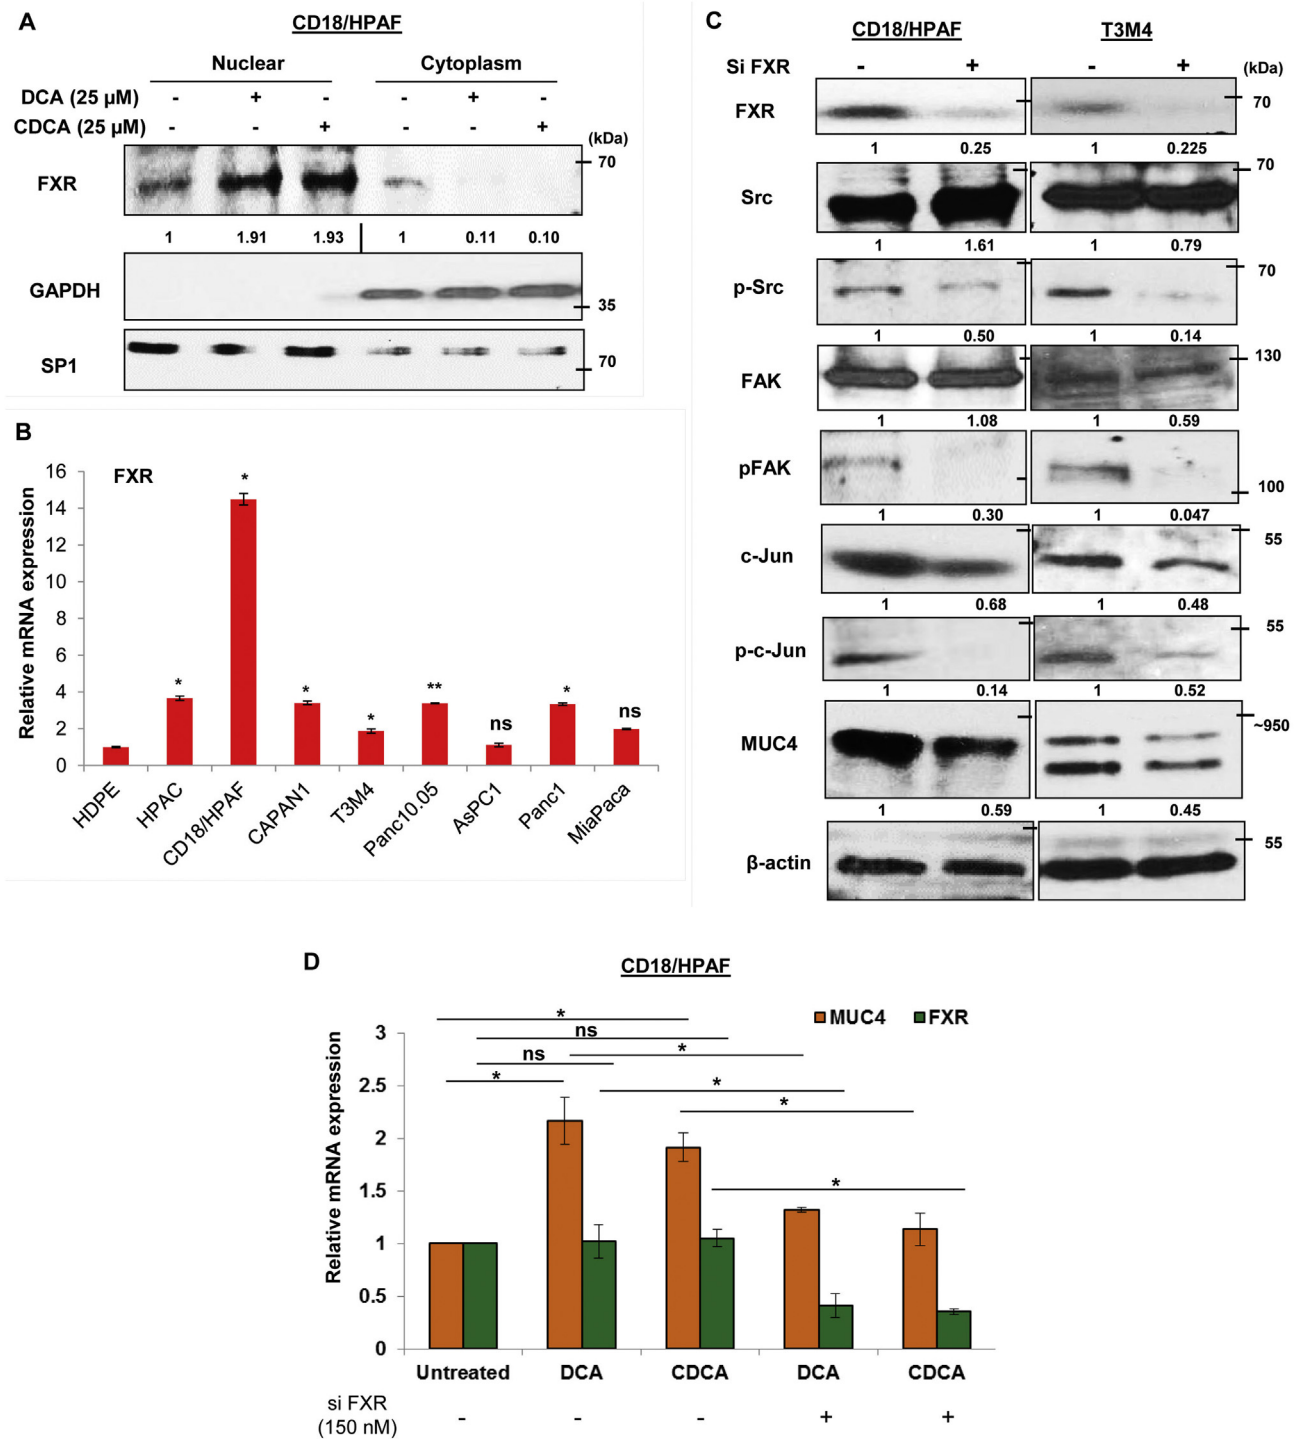 A
CD18/HPAF
Nuclear Cytoplasm
DCA (25 µM) - + - - + -
CDCA (25 µM) - - + - - +
(kDa)
FXR
70
1 1.91 1.93 1 0.11 0.10
GAPDH
35
SP1
70
B
FXR
Relative mRNA expression
16
14
12
10
8
6
4
2
0
* * * * ** ns * ns
HDPE HPAC CD18/HPAF CAPAN1 T3M4 Panc10.05 AsPC1 Panc1 MiaPaca
C
CD18/HPAF T3M4
Si FXR - + - + (kDa)
FXR
70
1 0.25 1 0.225
Src
70
1 1.61 1 0.79
p-Src
70
1 0.50 1 0.14
FAK
130
1 1.08 1 0.59
pFAK
100
1 0.30 1 0.047
c-Jun
55
1 0.68 1 0.48
p-c-Jun
55
1 0.14 1 0.52
MUC4
~950
1 0.59 1 0.45
β-actin
55
D
CD18/HPAF
MUC4 FXR
Relative mRNA expression
3
2.5
2
1.5
1
0.5
0
*
ns
*
ns
*
*
*
*
Untreated DCA CDCA DCA CDCA
si FXR
(150 nM) - - - + +